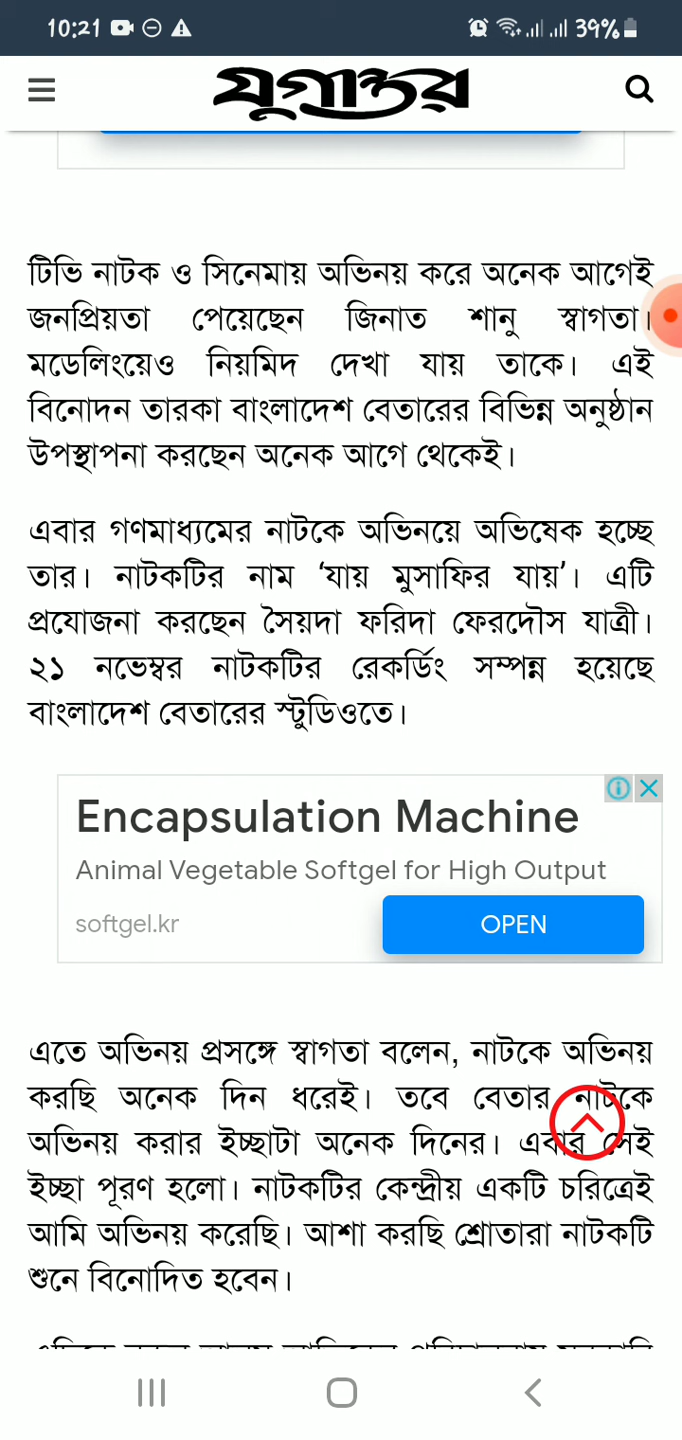 10:21
39%
যুগান্তর
টিভি নাটক ও সিনেমায় অভিনয় করে অনেক আগেই
জনপ্রিয়তা পেয়েছেন জিনাত শানু স্বাগতা।
মডেলিংয়েও নিয়মিদ দেখা যায় তাকে। এই
বিনোদন তারকা বাংলাদেশ বেতারের বিভিন্ন অনুষ্ঠান
উপস্থাপনা করছেন অনেক আগে থেকেই।
এবার গণমাধ্যমের নাটকে অভিনয়ে অভিষেক হচ্ছে
তার। নাটকটির নাম ‘যায় মুসাফির যায়’। এটি
প্রযোজনা করছেন সৈয়দা ফরিদা ফেরদৌস যাত্রী।
২১ নভেম্বর নাটকটির রেকর্ডিং সম্পন্ন হয়েছে
বাংলাদেশ বেতারের স্টুডিওতে।
Encapsulation Machine
Animal Vegetable Softgel for High Output
softgel.kr
OPEN
এতে অভিনয় প্রসঙ্গে স্বাগতা বলেন, নাটকে অভিনয়
করছি অনেক দিন ধরেই। তবে বেতার নাটকে
অভিনয় করার ইচ্ছাটা অনেক দিনের। এবার সেই
ইচ্ছা পূরণ হলো। নাটকটির কেন্দ্রীয় একটি চরিত্রেই
আমি অভিনয় করেছি। আশা করছি শ্রোতারা নাটকটি
শুনে বিনোদিত হবেন।